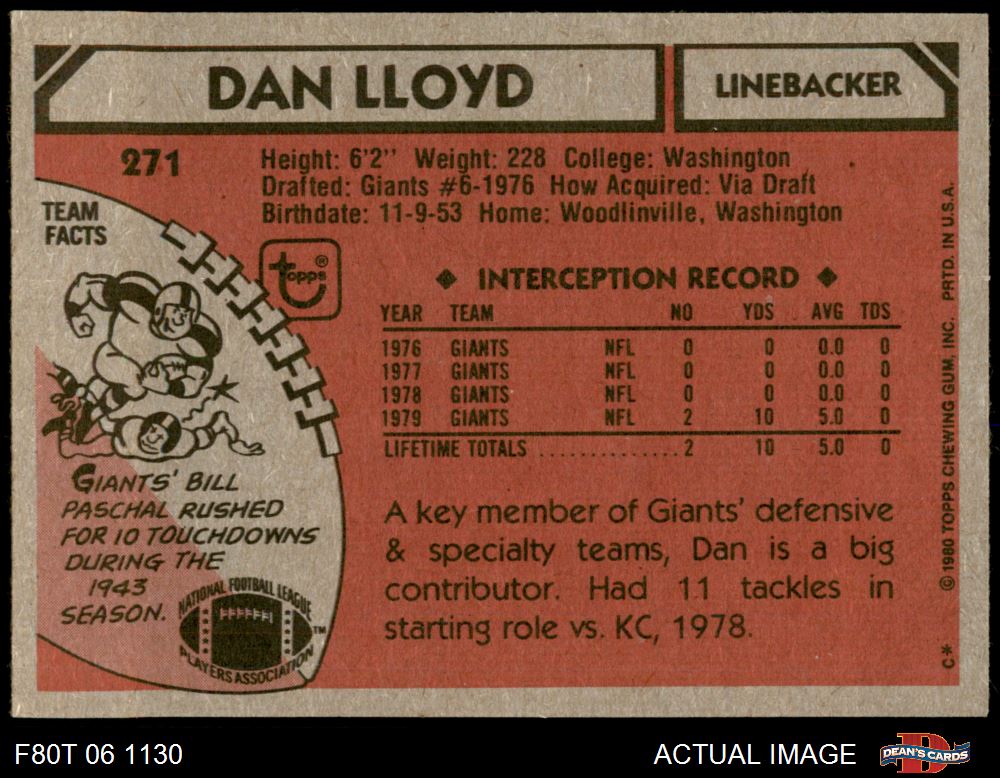 DAN LLOYD
LINEBACKER
271
Height: 6'2" Weight: 228 College: Washington
Drafted: Giants #6-1976 How Acquired: Via Draft
Birthdate: 11-9-53 Home: Woodlinville, Washington
TEAM
FACTS
topps®
◆ INTERCEPTION RECORD ◆
YEAR TEAM NO YDS AVG TDS
1976 GIANTS NFL 0 0 0.0 0
1977 GIANTS NFL 0 0 0.0 0
1978 GIANTS NFL 0 0 0.0 0
1979 GIANTS NFL 2 10 5.0 0
LIFETIME TOTALS .............. 2 10 5.0 0
GIANTS' BILL
PASCHAL RUSHED
FOR 10 TOUCHDOWNS
DURING THE
1943
SEASON.
NATIONAL FOOTBALL LEAGUE
PLAYERS ASSOCIATION
TM
A key member of Giants' defensive
& specialty teams, Dan is a big
contributor. Had 11 tackles in
starting role vs. KC, 1978.
C* © 1980 TOPPS CHEWING GUM, INC. PRTD. IN U.S.A.
F80T 06 1130
ACTUAL IMAGE
D
DEAN'S CARDS